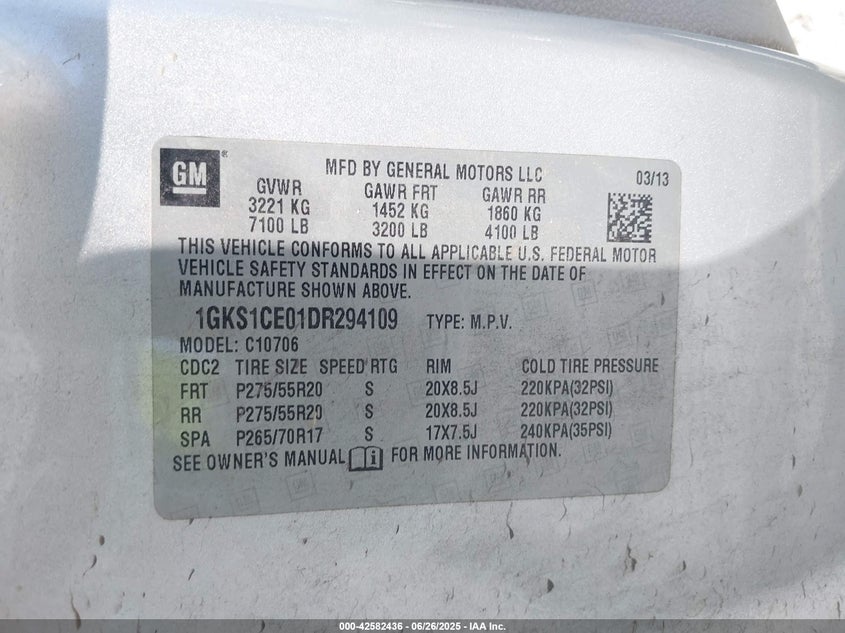 GM®
MFD BY GENERAL MOTORS LLC 03/13
GVWR GAWR FRT GAWR RR
3221 KG 1452 KG 1860 KG
7100 LB 3200 LB 4100 LB
THIS VEHICLE CONFORMS TO ALL APPLICABLE U.S. FEDERAL MOTOR
VEHICLE SAFETY STANDARDS IN EFFECT ON THE DATE OF
MANUFACTURE SHOWN ABOVE.
1GKS1CE01DR294109 TYPE: M.P.V.
MODEL: C10706
CDC2 TIRE SIZE SPEED RTG RIM COLD TIRE PRESSURE
FRT P275/55R20 S 20X8.5J 220KPA(32PSI)
RR P275/55R20 S 20X8.5J 220KPA(32PSI)
SPA P265/70R17 S 17X7.5J 240KPA(35PSI)
SEE OWNER'S MANUAL FOR MORE INFORMATION.
000-42582436 - 06/26/2025 - IAA Inc.